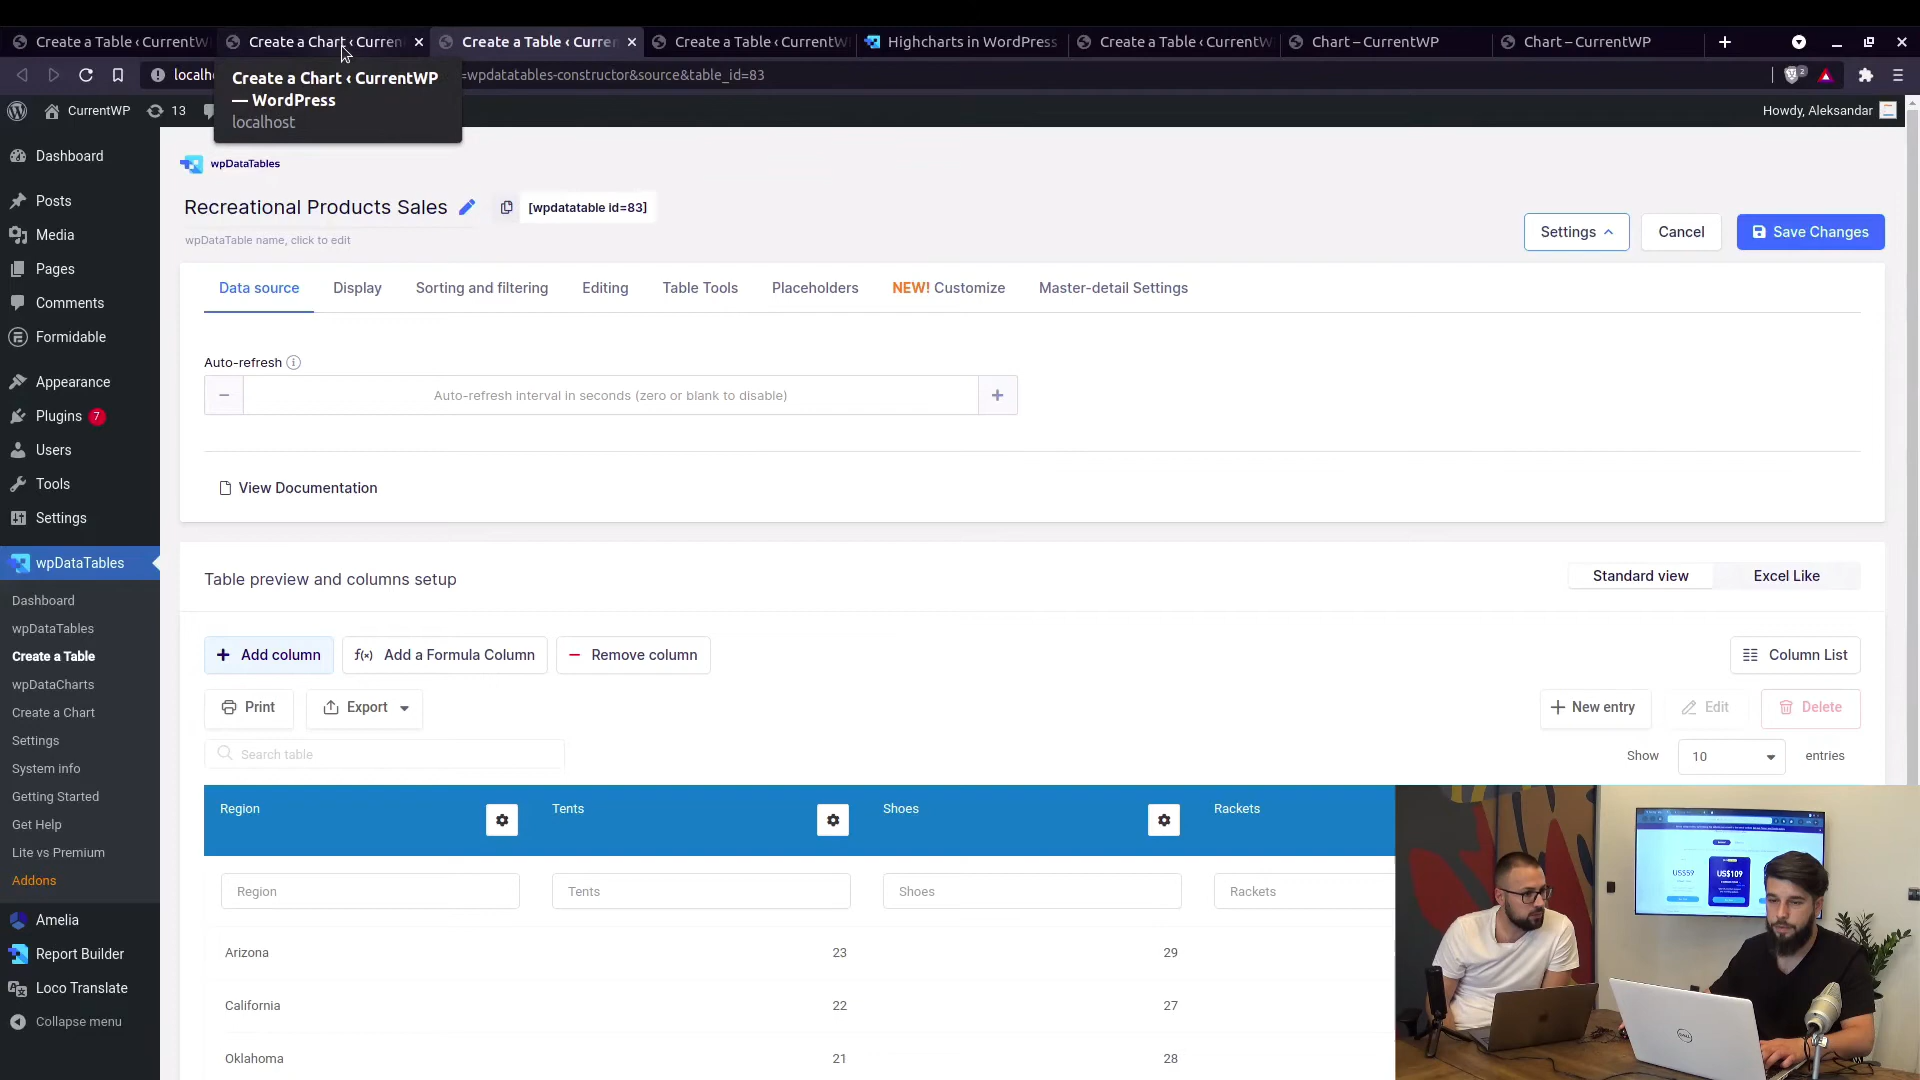 Create a Table ‹ CurrentW
Create a Chart ‹ Curren
Create a Table ‹ Curre
Create a Table ‹ CurrentW
Highcharts in WordPress
Create a Table ‹ CurrentW
Chart – CurrentWP
Chart – CurrentWP
localh
=wpdatatables-constructor&source&table_id=83
2
Create a Chart ‹ CurrentWP
— WordPress
localhost
CurrentWP
13
Howdy, Aleksandar
Dashboard
Posts
Media
Pages
Comments
Formidable
Appearance
Plugins 7
Users
Tools
Settings
wpDataTables
Dashboard
wpDataTables
Create a Table
wpDataCharts
Create a Chart
Settings
System info
Getting Started
Get Help
Lite vs Premium
Addons
Amelia
Report Builder
Loco Translate
Collapse menu
wpDataTables
Recreational Products Sales
[wpdatatable id=83]
wpDataTable name, click to edit
Settings
Cancel
Save Changes
Data source
Display
Sorting and filtering
Editing
Table Tools
Placeholders
NEW! Customize
Master-detail Settings
Auto-refresh
Auto-refresh interval in seconds (zero or blank to disable)
View Documentation
Table preview and columns setup
Standard view
Excel Like
Add column
f(x) Add a Formula Column
Remove column
Column List
Print
Export
New entry
Edit
Delete
Search table
Show 10 entries
Region Tents Shoes Rackets
Region Tents Shoes Rackets
Arizona 23 29
California 22 27
Oklahoma 21 28
US$59
US$109
DELL